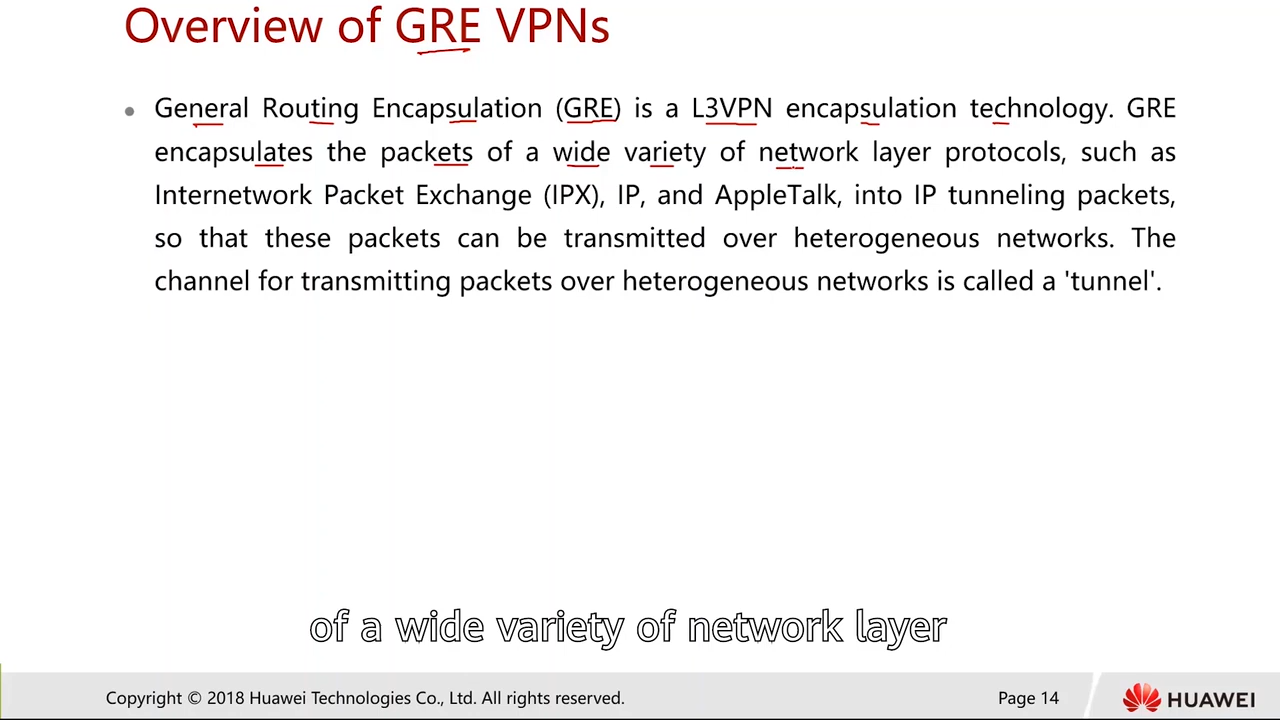 Overview of GRE VPNs
• General Routing Encapsulation (GRE) is a L3VPN encapsulation technology. GRE
encapsulates the packets of a wide variety of network layer protocols, such as
Internetwork Packet Exchange (IPX), IP, and AppleTalk, into IP tunneling packets,
so that these packets can be transmitted over heterogeneous networks. The
channel for transmitting packets over heterogeneous networks is called a 'tunnel'.
of a wide variety of network layer
Copyright © 2018 Huawei Technologies Co., Ltd. All rights reserved.
Page 14
HUAWEI